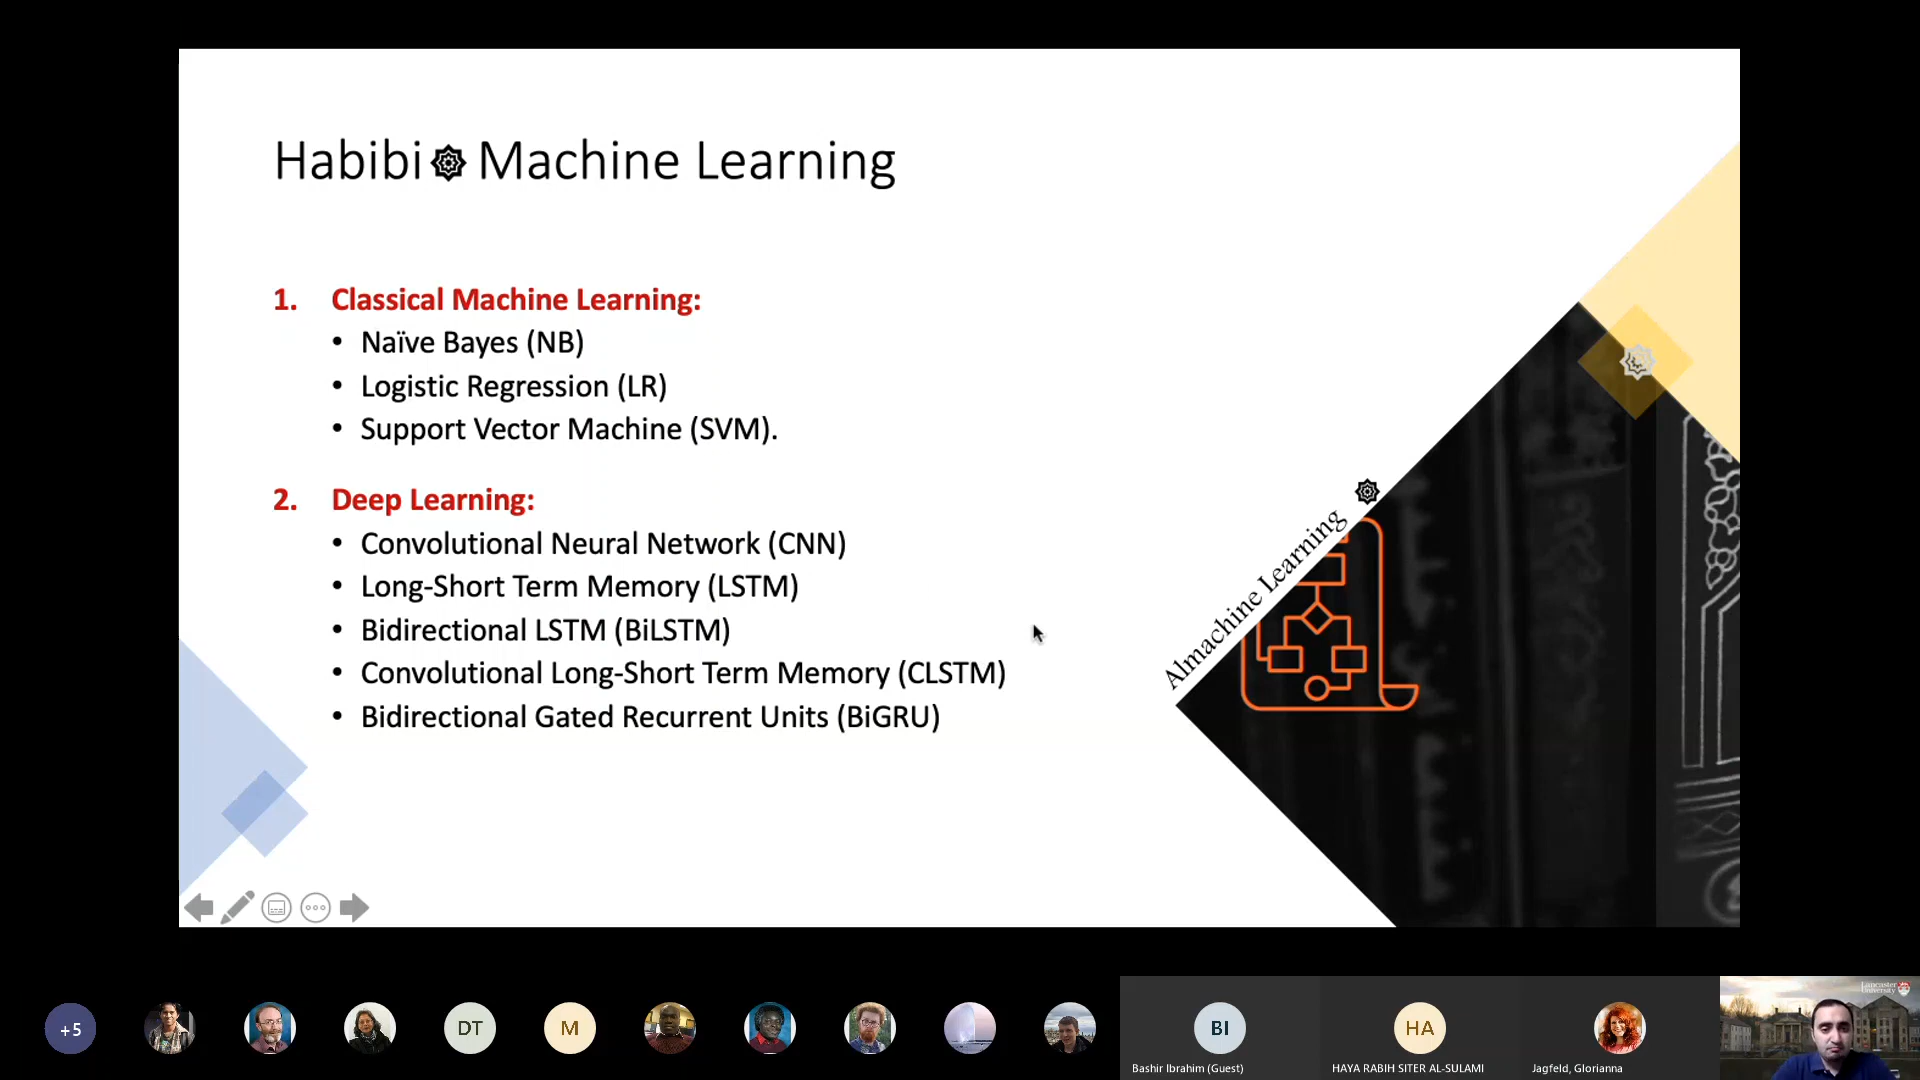 Habibi Machine Learning
1. Classical Machine Learning:
• Naïve Bayes (NB)
• Logistic Regression (LR)
• Support Vector Machine (SVM).
2. Deep Learning:
• Convolutional Neural Network (CNN)
• Long-Short Term Memory (LSTM)
• Bidirectional LSTM (BiLSTM)
• Convolutional Long-Short Term Memory (CLSTM)
• Bidirectional Gated Recurrent Units (BiGRU)
Almachine Learning
+5
DT
M
BI
HA
Bashir Ibrahim (Guest)
HAYA RABIH SITER AL-SULAMI
Jagfeld, Glorianna
Lancaster
University